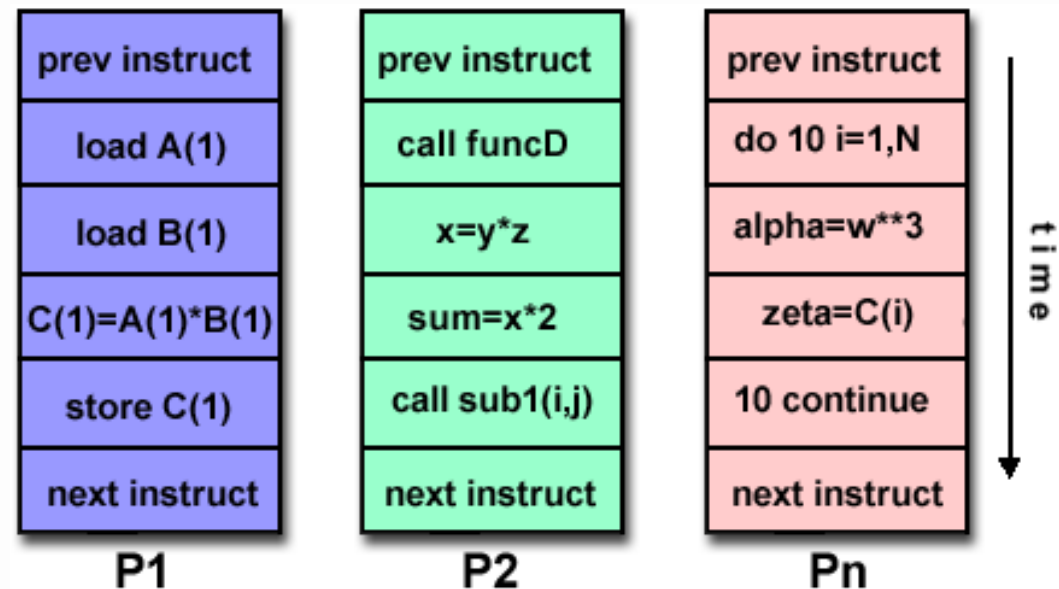 prev instruct
load A(1)
load B(1)
C(1)=A(1)*B(1)
store C(1)
next instruct
P1
prev instruct
call funcD
x=y*z
sum=x*2
call sub1(i,j)
next instruct
P2
prev instruct
do 10 i=1,N
alpha=w**3
zeta=C(i)
10 continue
next instruct
Pn
time